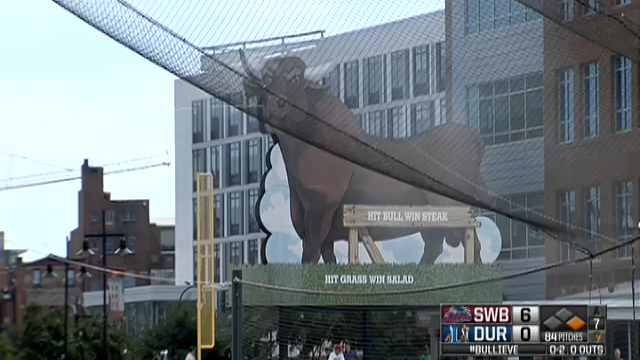 HIT BULL WIN STEAK
HIT GRASS WIN SALAD
SWB 6
DUR 0
7
84 PITCHES
#BULLIEVE 0-2 0 OUTS